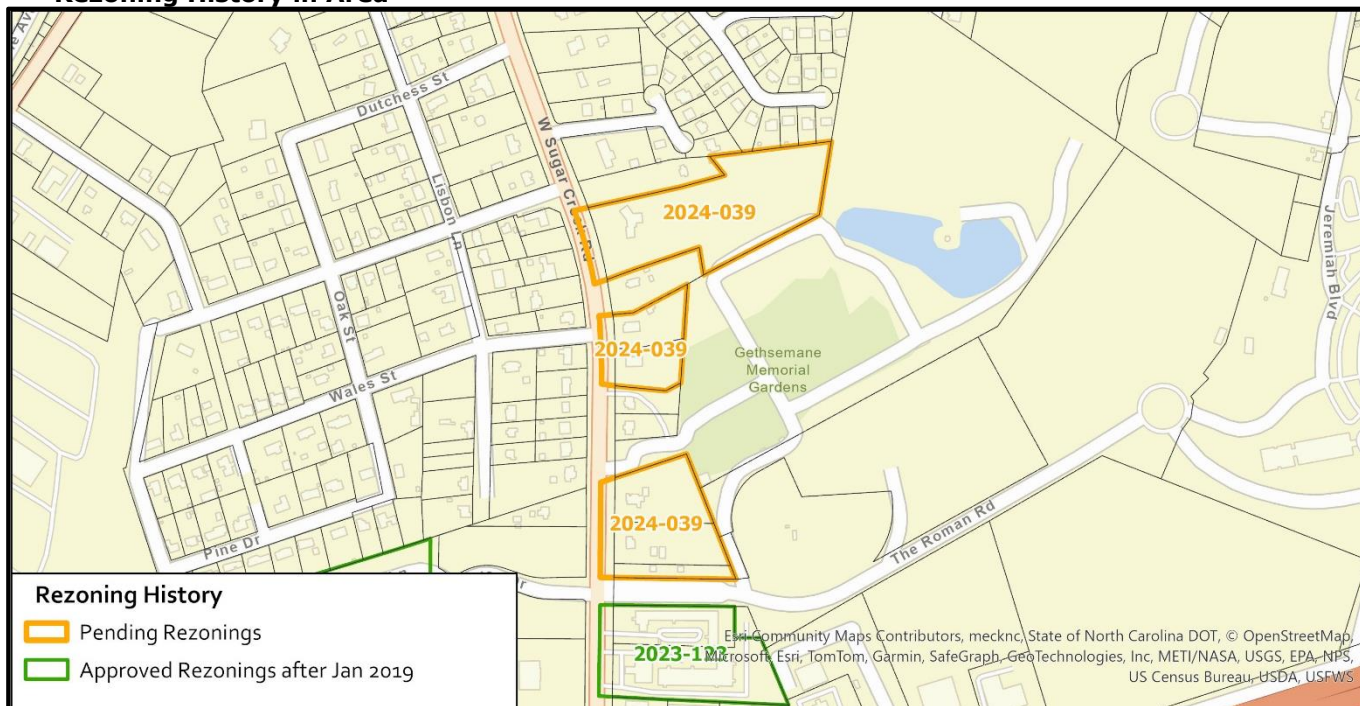 Rezoning History in Area
Dutchess St
W Sugar Creek Rd
2024-039
Lisbon Ln
Jeremiah Blvd
Oak St
2024-039
Gethsemane
Memorial
Gardens
Wales St
2024-039
The Roman Rd
Pine Dr
Rezoning History
Pending Rezonings
Approved Rezonings after Jan 2019
2023-123
Esri Community Maps Contributors, mecknc, State of North Carolina DOT, © OpenStreetMap,
Microsoft, Esri, TomTom, Garmin, SafeGraph, GeoTechnologies, Inc, METI/NASA, USGS, EPA, NPS,
US Census Bureau, USDA, USFWS